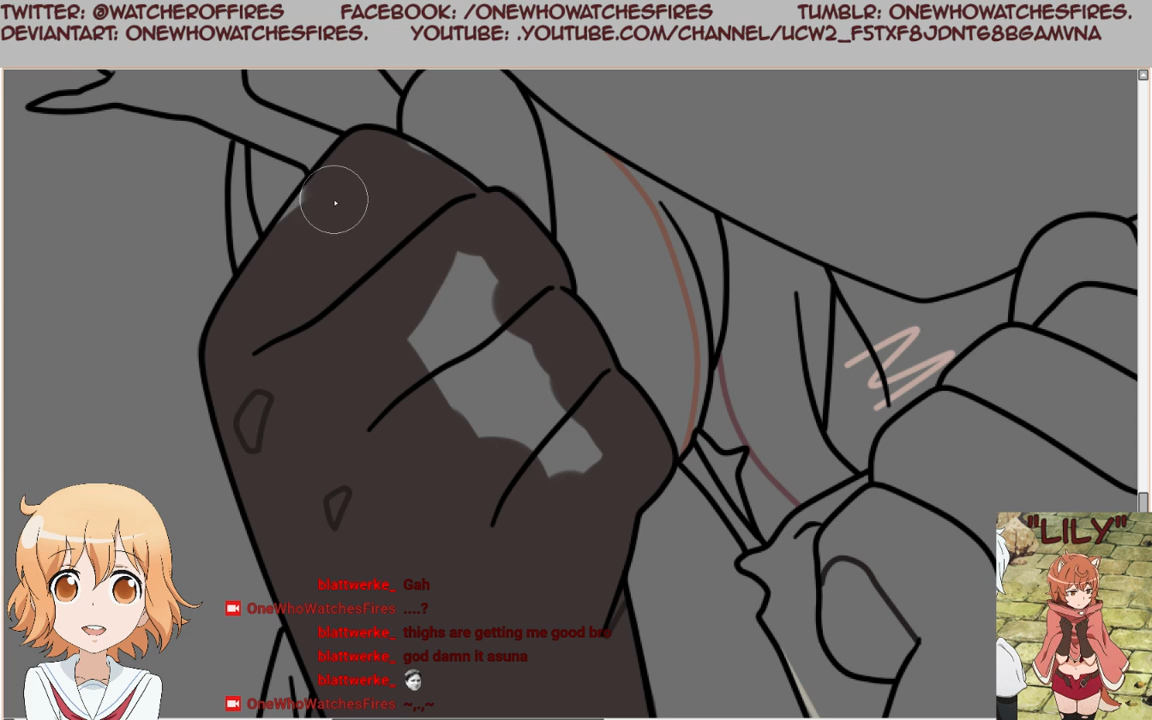 TWITTER: @WATCHEROFFIRES FACEBOOK: /ONEWHOWATCHESFIRES TUMBLR: ONEWHOWATCHESFIRES.
DEVIANTART: ONEWHOWATCHESFIRES. YOUTUBE: .YOUTUBE.COM/CHANNEL/UCW2_F5TXF8JDNTG8BGAMVNA
"LILY"
blattwerke_ Gah
OneWhoWatchesFires ....?
blattwerke_ thighs are getting me good bro
blattwerke_ god damn it asuna
blattwerke_
OneWhoWatchesFires ~,.,~